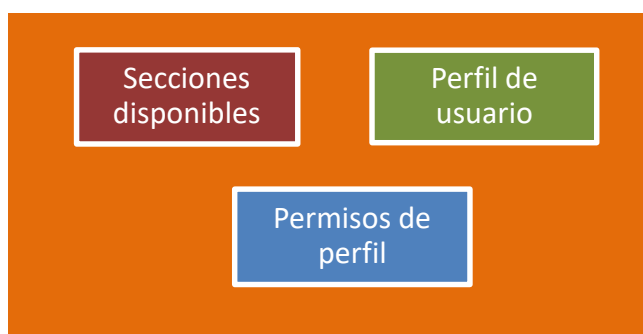 Secciones
disponibles
Perfil de
usuario
Permisos de
perfil